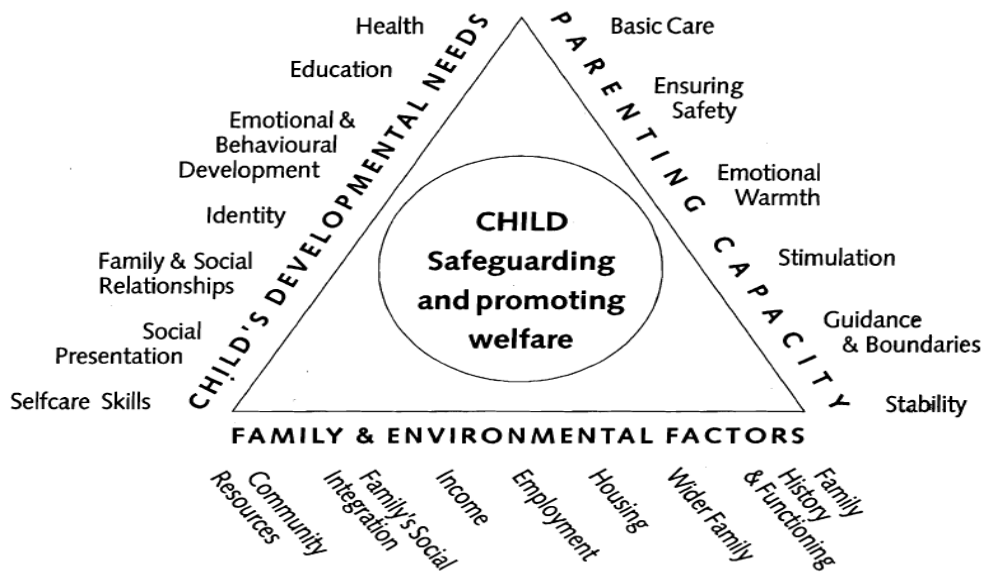 Health
Education
Emotional &
Behavioural
Development
Identity
Family & Social
Relationships
Social
Presentation
Selfcare Skills
CHILD'S DEVELOPMENTAL NEEDS
PARENTING CAPACITY
Basic Care
Ensuring
Safety
Emotional
Warmth
Stimulation
Guidance
& Boundaries
Stability
CHILD
Safeguarding
and promoting
welfare
FAMILY & ENVIRONMENTAL FACTORS
Community
Resources
Family's Social
Integration
Income
Employment
Housing
Wider Family
Family
History
& Functioning